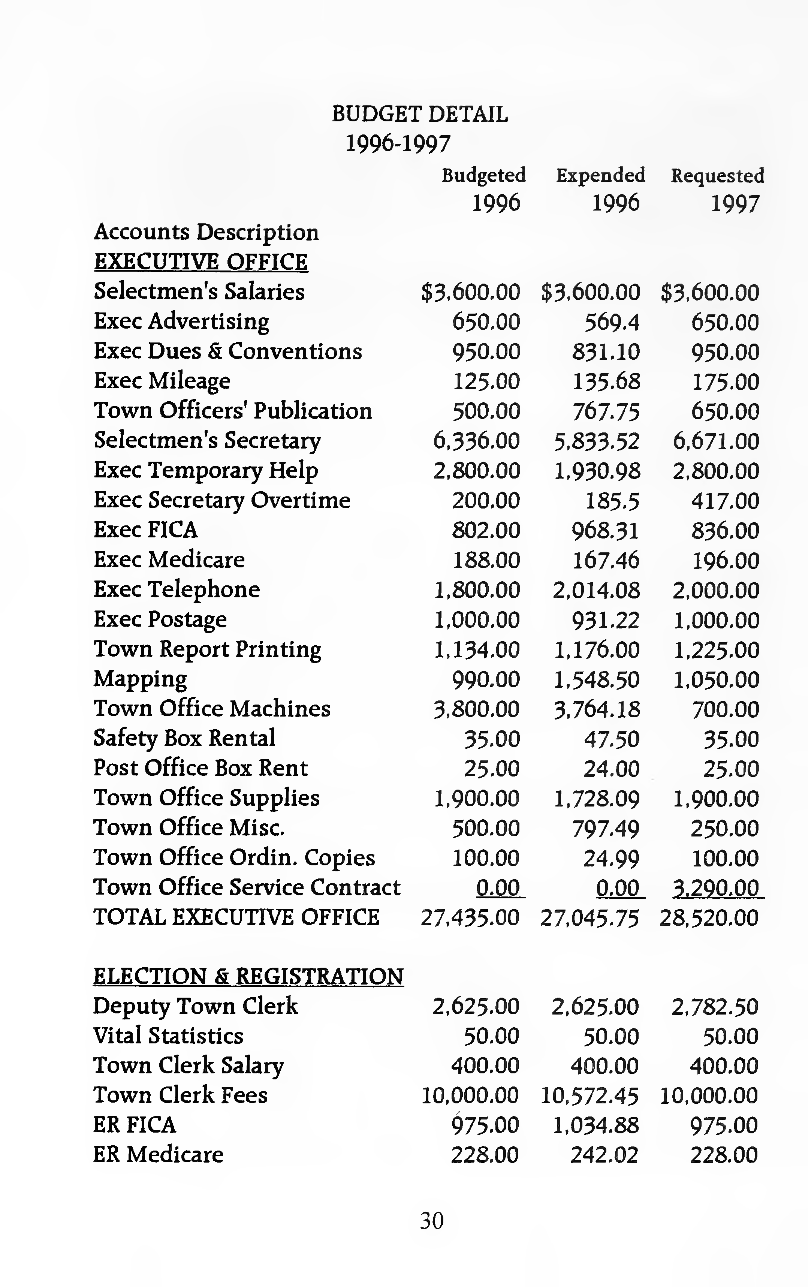 BUDGET DETAIL
1996-1997
Budgeted Expended Requested
1996 1996 1997
Accounts Description
EXECUTIVE OFFICE
Selectmen's Salaries $3,600.00 $3,600.00 $3,600.00
Exec Advertising 650.00 569.4 650.00
Exec Dues & Conventions 950.00 831.10 950.00
Exec Mileage 125.00 135.68 175.00
Town Officers' Publication 500.00 767.75 650.00
Selectmen's Secretary 6,336.00 5,833.52 6,671.00
Exec Temporary Help 2,800.00 1,930.98 2,800.00
Exec Secretary Overtime 200.00 185.5 417.00
Exec FICA 802.00 968.31 836.00
Exec Medicare 188.00 167.46 196.00
Exec Telephone 1,800.00 2,014.08 2,000.00
Exec Postage 1,000.00 931.22 1,000.00
Town Report Printing 1,134.00 1,176.00 1,225.00
Mapping 990.00 1,548.50 1,050.00
Town Office Machines 3,800.00 3,764.18 700.00
Safety Box Rental 35.00 47.50 35.00
Post Office Box Rent 25.00 24.00 25.00
Town Office Supplies 1,900.00 1,728.09 1,900.00
Town Office Misc. 500.00 797.49 250.00
Town Office Ordin. Copies 100.00 24.99 100.00
Town Office Service Contract 0.00 0.00 3,290.00
TOTAL EXECUTIVE OFFICE 27,435.00 27,045.75 28,520.00
ELECTION & REGISTRATION
Deputy Town Clerk 2,625.00 2,625.00 2,782.50
Vital Statistics 50.00 50.00 50.00
Town Clerk Salary 400.00 400.00 400.00
Town Clerk Fees 10,000.00 10,572.45 10,000.00
ER FICA 975.00 1,034.88 975.00
ER Medicare 228.00 242.02 228.00
30